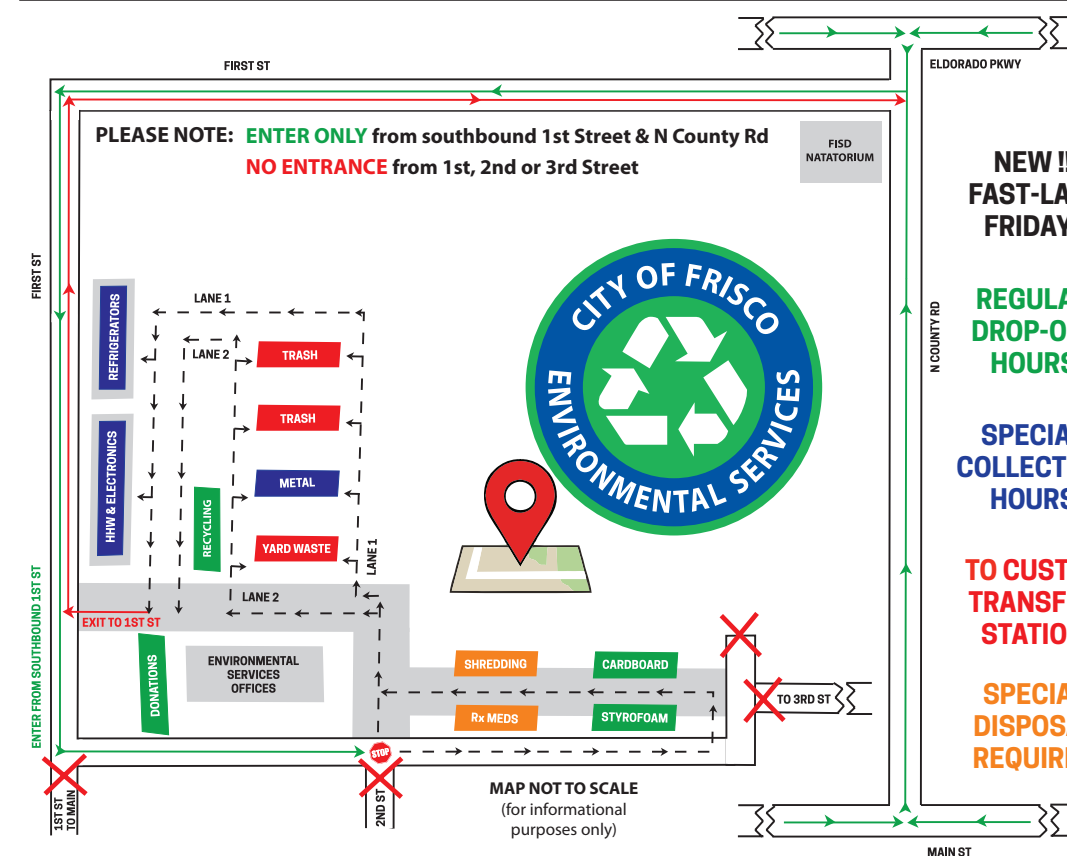 FIRST ST
ELDORADO PKWY
PLEASE NOTE: ENTER ONLY from southbound 1st Street & N County Rd
NO ENTRANCE from 1st, 2nd or 3rd Street
FISD
NATATORIUM
NEW !!
FAST-LA
FRIDAY
FIRST ST
REFRIGERATORS
LANE 1
LANE 2
TRASH
CITY OF FRISCO
ENVIRONMENTAL SERVICES
N COUNTY RD
REGULA
DROP-O
HOURS
TRASH
HHW & ELECTRONICS
METAL
RECYCLING
SPECIA
COLLECT
HOURS
YARD WASTE
LANE 1
LANE 2
ENTER FROM SOUTHBOUND 1ST ST
EXIT TO 1ST ST
TO CUST
TRANSF
STATIO
DONATIONS
ENVIRONMENTAL
SERVICES
OFFICES
SHREDDING
CARDBOARD
Rx MEDS
STYROFOAM
TO 3RD ST
SPECIA
DISPOSA
REQUIR
STOP
1ST ST
TO MAIN
2ND ST
MAP NOT TO SCALE
(for informational
purposes only)
MAIN ST